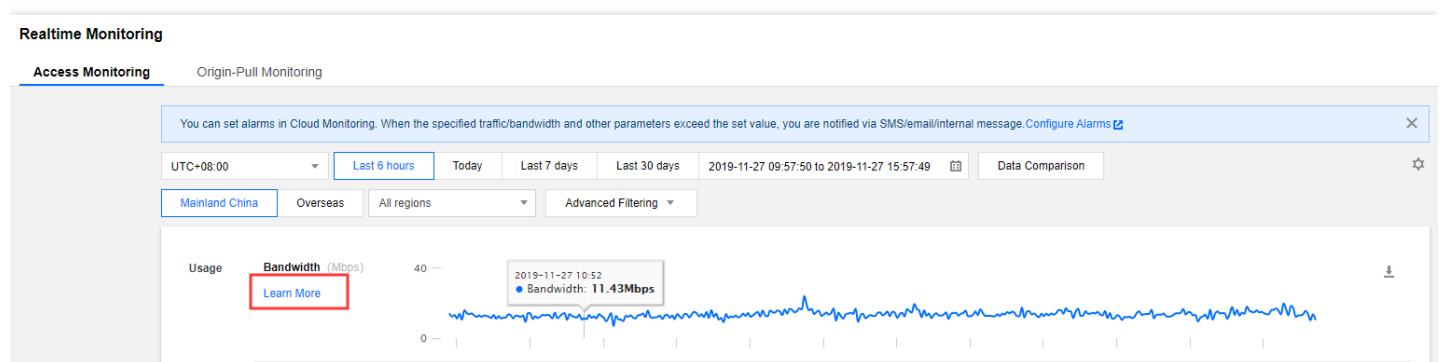 Realtime Monitoring
Access Monitoring Origin-Pull Monitoring
You can set alarms in Cloud Monitoring. When the specified traffic/bandwidth and other parameters exceed the set value, you are notified via SMS/email/internal message.Configure Alarms
UTC+08:00 Last 6 hours Today Last 7 days Last 30 days 2019-11-27 09:57:50 to 2019-11-27 15:57:49 Data Comparison
Mainland China Overseas All regions Advanced Filtering
Usage Bandwidth (Mbps) 40
2019-11-27 10:52
Bandwidth: 11.43Mbps
Learn More
0